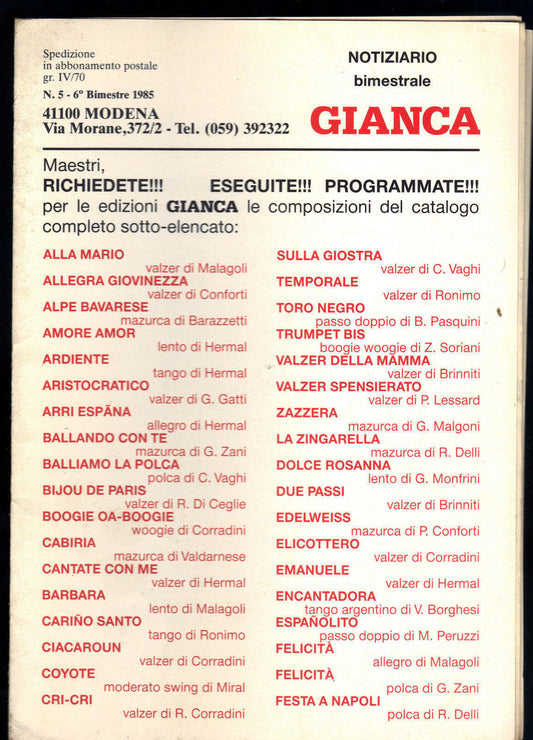 Spedizione
in abbonamento postale
gr. IV/70
N. 5 - 6º Bimestre 1985
41100 MODENA
Via Morane,372/2 - Tel. (059) 392322
NOTIZIARIO
bimestrale
GIANCA
Maestri,
RICHIEDETE!!! ESEGUITE!!! PROGRAMMATE!!!
per le edizioni GIANCA le composizioni del catalogo
completo sotto-elencato:
ALLA MARIO
valzer di Malagoli
ALLEGRA GIOVINEZZA
valzer di Conforti
ALPE BAVARESE
mazurca di Barazzetti
AMORE AMOR
lento di Hermal
ARDIENTE
tango di Hermal
ARISTOCRATICO
valzer di G. Gatti
ARRI ESPÃNA
allegro di Hermal
BALLANDO CON TE
mazurca di G. Zani
BALLIAMO LA POLCA
polca di C. Vaghi
BIJOU DE PARIS
valzer di R. Di Ceglie
BOOGIE OA-BOOGIE
woogie di Corradini
CABIRIA
mazurca di Valdarnese
CANTATE CON ME
valzer di Hermal
BARBARA
lento di Malagoli
CARIÑO SANTO
tango di Ronimo
CIACAROUN
valzer di Corradini
COYOTE
moderato swing di Miral
CRI-CRI
valzer di R. Corradini
SULLA GIOSTRA
valzer di C. Vaghi
TEMPORALE
valzer di Ronimo
TORO NEGRO
passo doppio di B. Pasquini
TRUMPET BIS
boogie woogie di Z. Soriani
VALZER DELLA MAMMA
valzer di Brinniti
VALZER SPENSIERATO
valzer di P. Lessard
ZAZZERA
mazurca di G. Malgoni
LA ZINGARELLA
mazurca di R. Delli
DOLCE ROSANNA
lento di G. Monfrini
DUE PASSI
valzer di Brinniti
EDELWEISS
mazurca di P. Conforti
ELICOTTERO
valzer di Corradini
EMANUELE
valzer di Hermal
ENCANTADORA
tango argentino di V. Borghesi
ESPAÑOLITO
passo doppio di M. Peruzzi
FELICITÀ
allegro di Malagoli
FELICITÀ
polca di G. Zani
FESTA A NAPOLI
polca di R. Delli